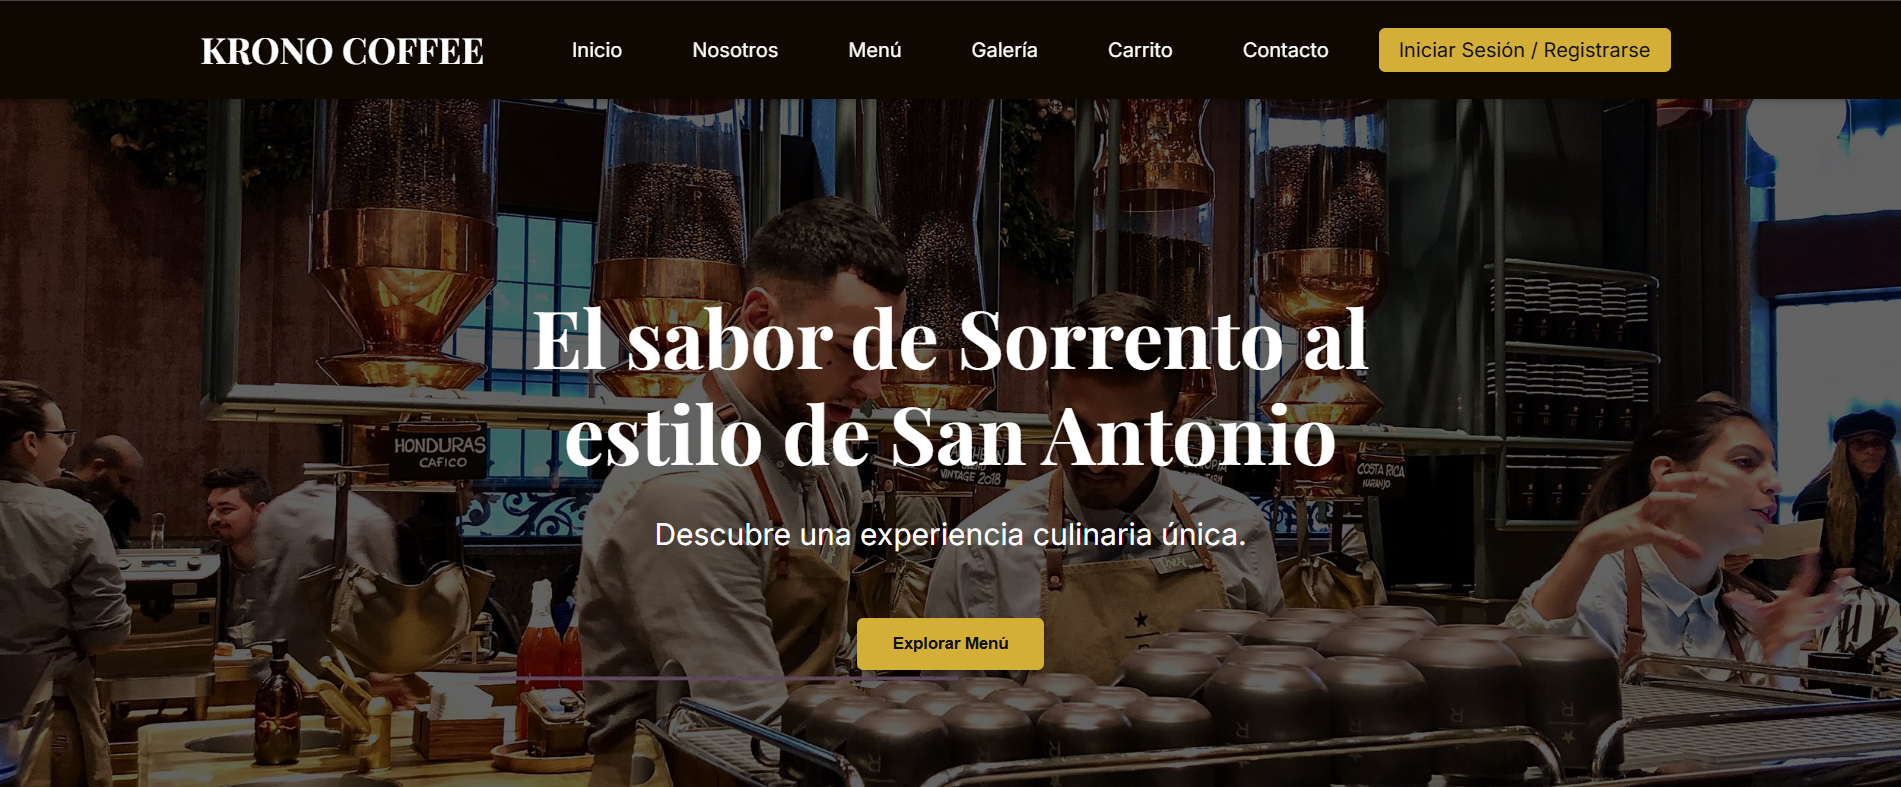 KRONO COFFEE
Inicio
Nosotros
Menú
Galería
Carrito
Contacto
Iniciar Sesión / Registrarse
El sabor de Sorrento al
estilo de San Antonio
Descubre una experiencia culinaria única.
Explorar Menú
HONDURAS
CAFICO
VINTAGE 2018
COSTA RICA
NARANJO
R
R
R
R